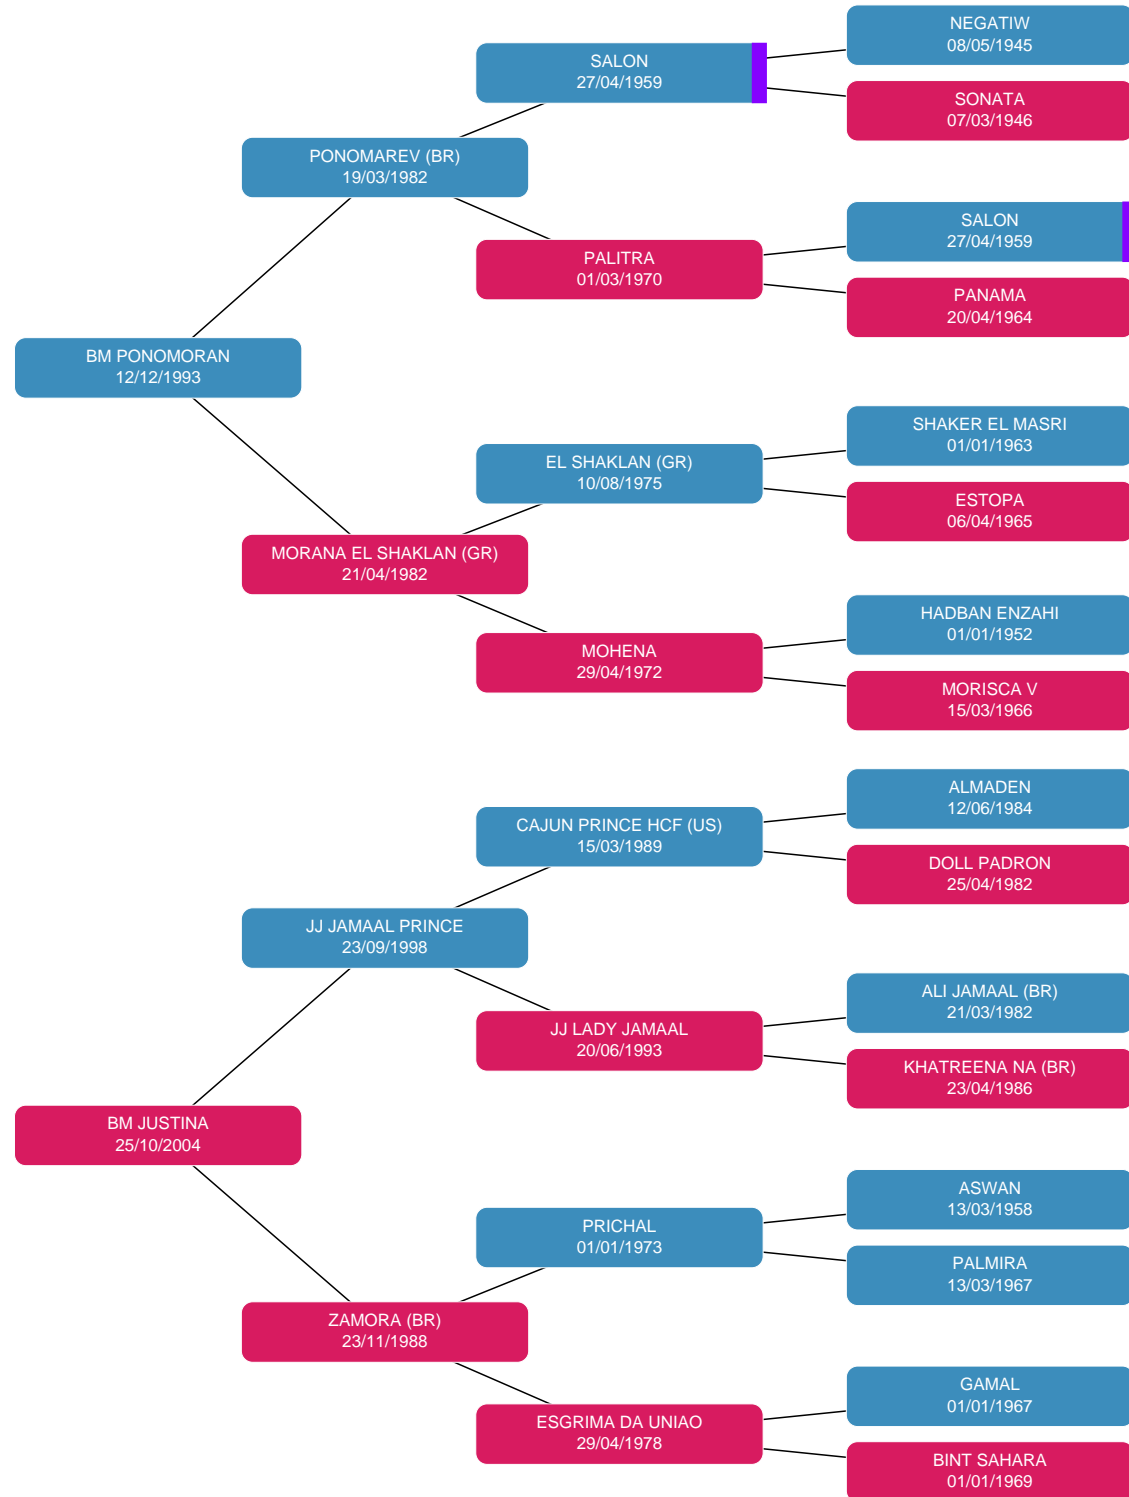 NEGATIW
08/05/1945
SALON
27/04/1959
SONATA
07/03/1946
PONOMAREV (BR)
19/03/1982
SALON
27/04/1959
PALITRA
01/03/1970
PANAMA
20/04/1964
BM PONOMORAN
12/12/1993
SHAKER EL MASRI
01/01/1963
EL SHAKLAN (GR)
10/08/1975
ESTOPA
06/04/1965
MORANA EL SHAKLAN (GR)
21/04/1982
HADBAN ENZAHI
01/01/1952
MOHENA
29/04/1972
MORISCA V
15/03/1966
ALMADEN
12/06/1984
CAJUN PRINCE HCF (US)
15/03/1989
DOLL PADRON
25/04/1982
JJ JAMAAL PRINCE
23/09/1998
ALI JAMAAL (BR)
21/03/1982
JJ LADY JAMAAL
20/06/1993
KHATREENA NA (BR)
23/04/1986
BM JUSTINA
25/10/2004
ASWAN
13/03/1958
PRICHAL
01/01/1973
PALMIRA
13/03/1967
ZAMORA (BR)
23/11/1988
GAMAL
01/01/1967
ESGRIMA DA UNIAO
29/04/1978
BINT SAHARA
01/01/1969